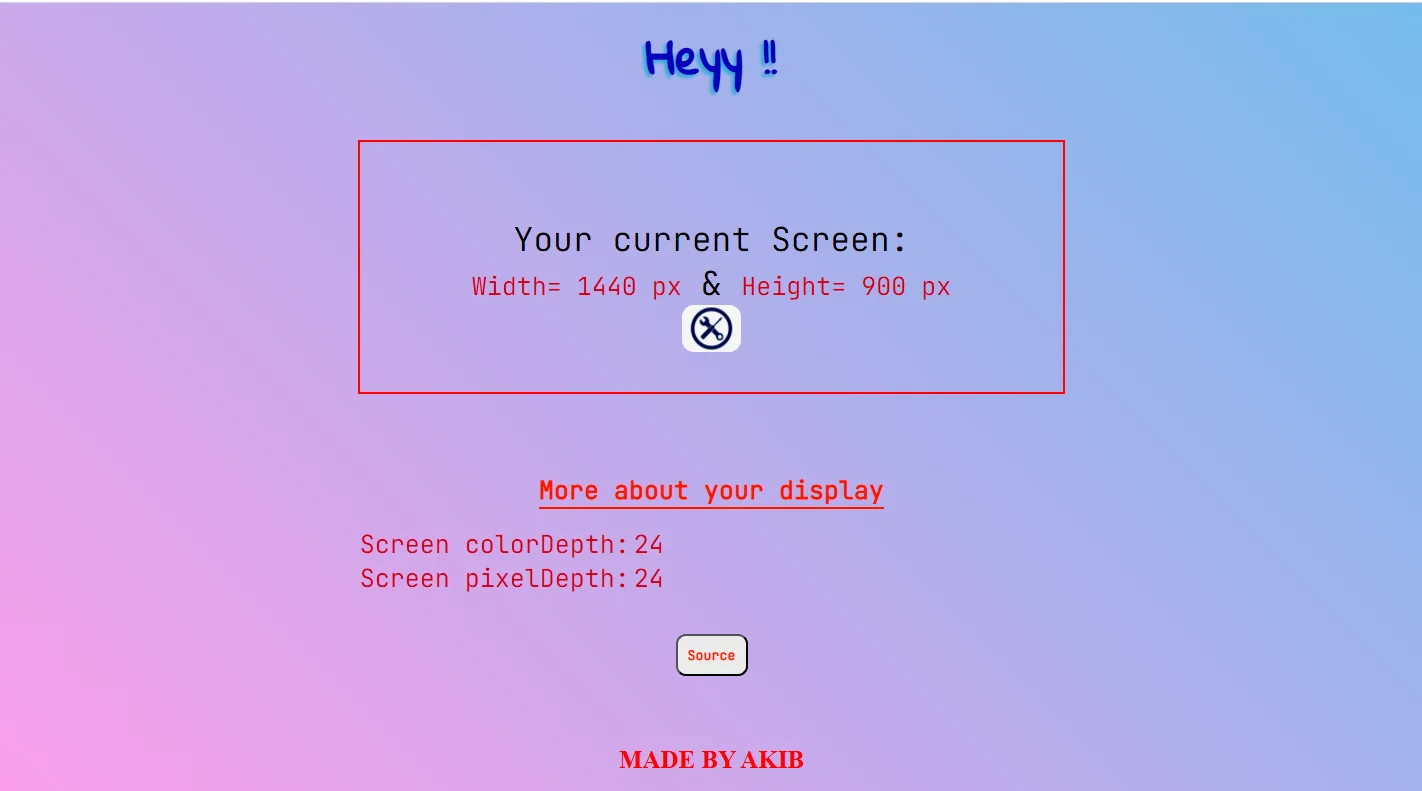 Heyy !!
Your current Screen:
Width= 1440 px & Height= 900 px
More about your display
Screen colorDepth: 24
Screen pixelDepth: 24
Source
MADE BY AKIB